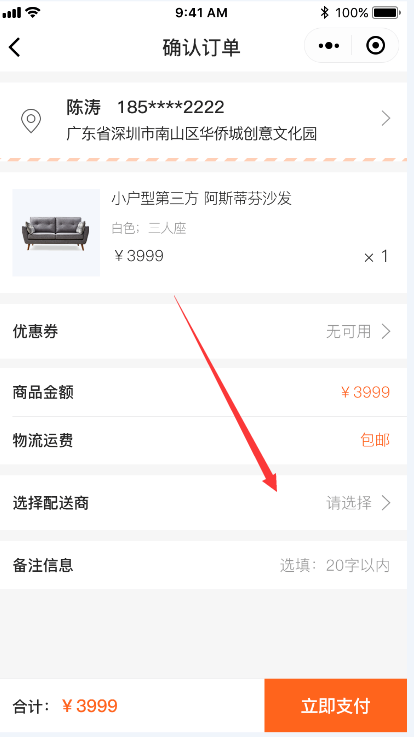 9:41 AM 100%
确认订单
陈涛 185****2222
广东省深圳市南山区华侨城创意文化园
小户型第三方 阿斯蒂芬沙发
白色；三人座
￥3999 × 1
优惠券 无可用
商品金额 ￥3999
物流运费 包邮
选择配送商 请选择
备注信息 选填：20字以内
合计：￥3999 立即支付